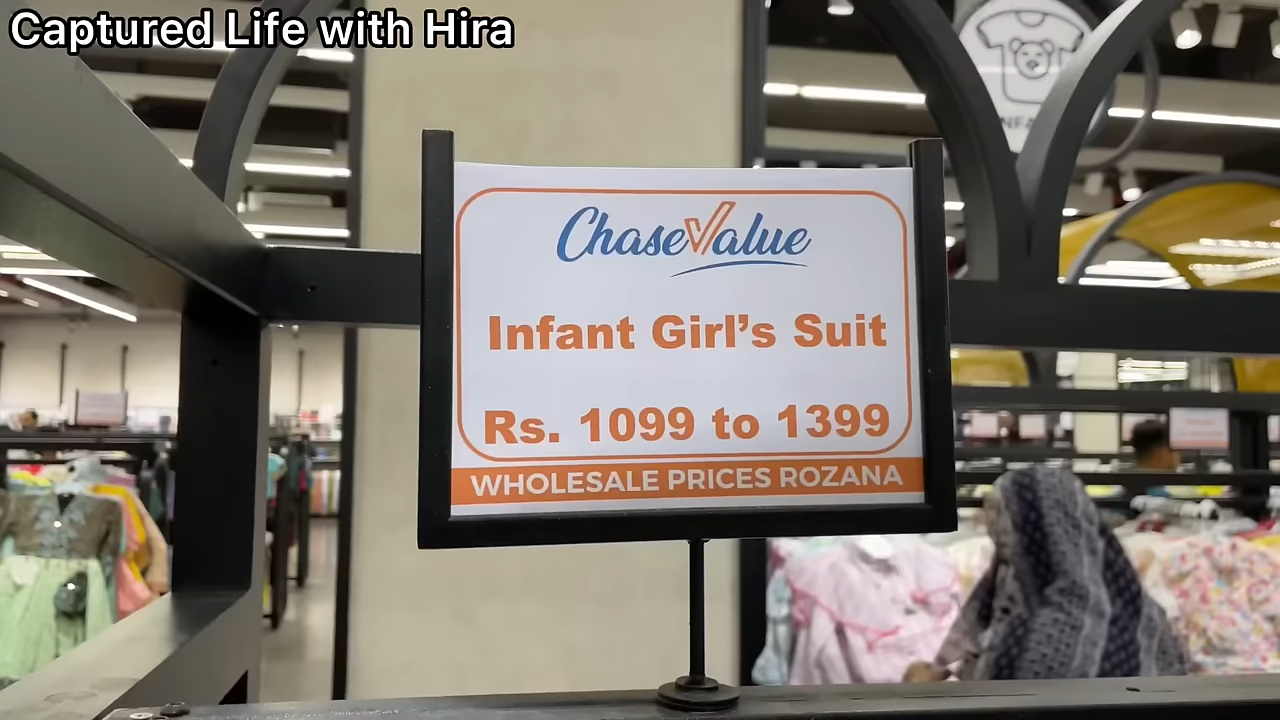 Captured Life with Hira
ChaseValue
Infant Girl's Suit
Rs. 1099 to 1399
WHOLESALE PRICES ROZANA